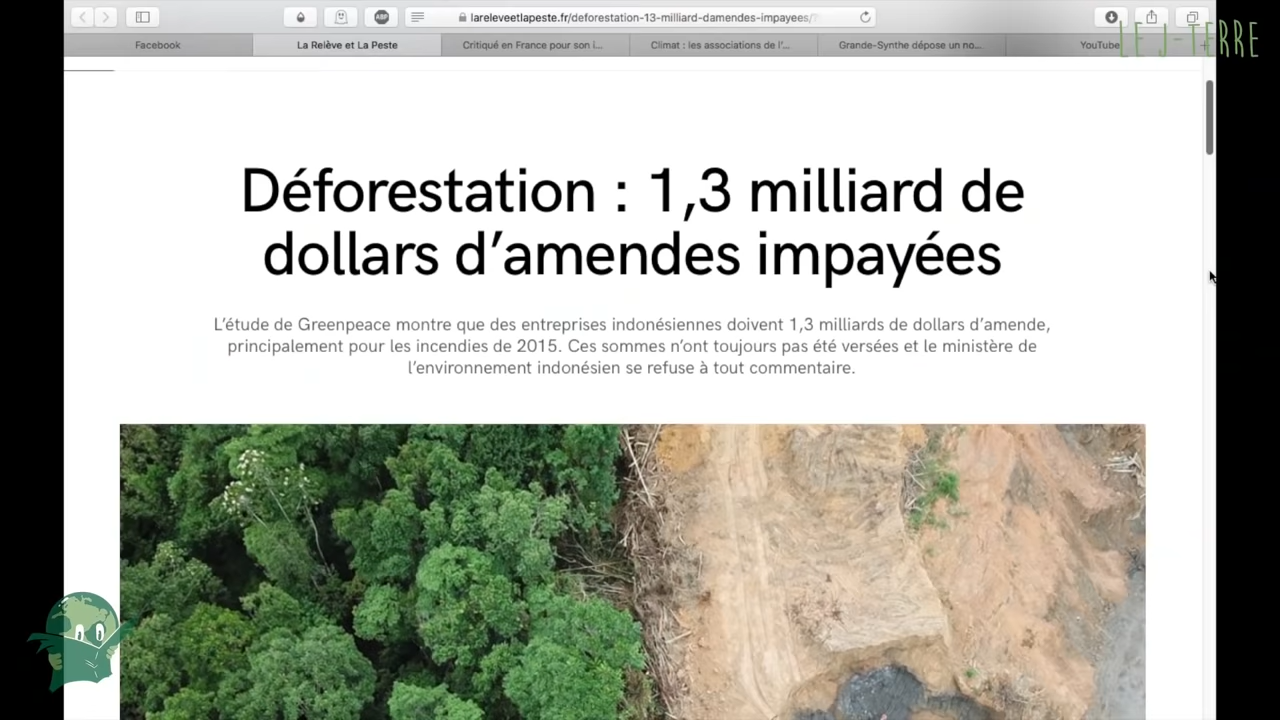 lareleveetlapeste.fr/deforestation-13-milliard-damendes-impayees/
LE J-TERRE
ABP
Facebook
La Relève et La Peste
Critiqué en France pour son i...
Climat : les associations de l'...
Grande-Synthe dépose un no...
YouTube
Déforestation : 1,3 milliard de
dollars d’amendes impayées
L’étude de Greenpeace montre que des entreprises indonésiennes doivent 1,3 milliards de dollars d’amende,
principalement pour les incendies de 2015. Ces sommes n’ont toujours pas été versées et le ministère de
l’environnement indonésien se refuse à tout commentaire.